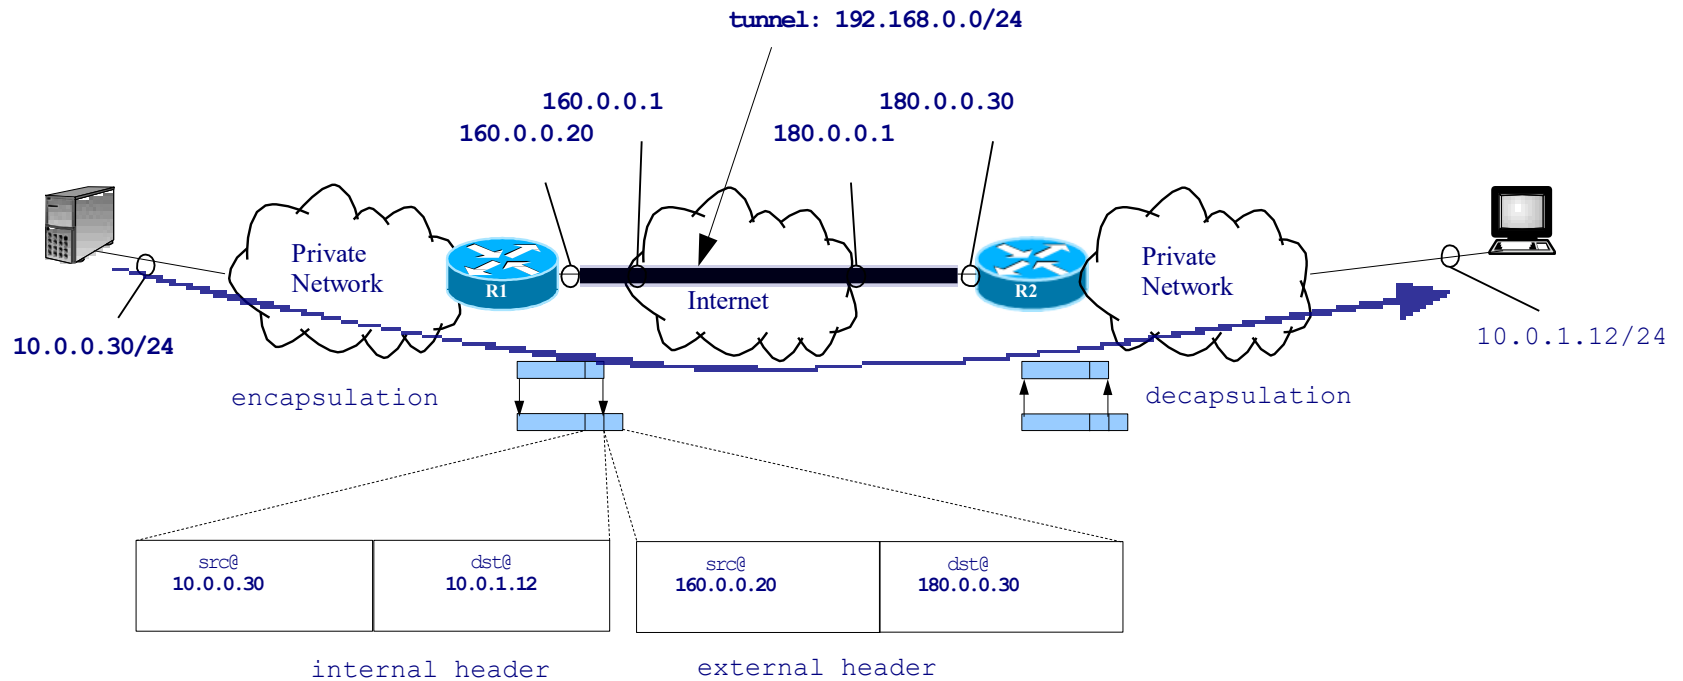 tunnel: 192.168.0.0/24
160.0.0.1
180.0.0.30
160.0.0.20
180.0.0.1
Private
Network
R1
Internet
R2
Private
Network
10.0.0.30/24
10.0.1.12/24
encapsulation
decapsulation
src@
10.0.0.30
dst@
10.0.1.12
src@
160.0.0.20
dst@
180.0.0.30
internal header
external header